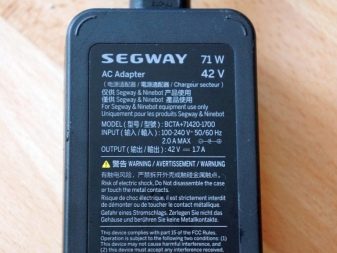 SEGWAY 71 W
AC Adapter 42 V
(电源适配器 / 電源適配器 / Chargeur secteur)
仅供 Segway & Ninebot 产品使用
僅供 Segway & Ninebot 產品使用
For Segway & Ninebot equipment use only
Uniquement pour les produits Segway & Ninebot
MODEL (型号 / 型號): BCTA+71420-1700
INPUT (输入 / 輸入): 100-240 V~ 50/60 Hz
2.0 A MAX
OUTPUT (输出 / 輸出): 42 V ⎓ 1.7 A
⚠ 警告 WARNING / AVERTISSEMENT / WARNUNG
有触电风险,严禁拆开外壳或触碰金属触点。
Risk of electric shock, Do not disassemble the case
or touch the metal contacts.
Risque de choc électrique, il est strictement interdit
de démonter ou de toucher le contact métallique.
Gefahr eines Stromschlags. Zerlegen Sie nicht das
Gehäuse und berühren Sie nicht die Metallkontakte.
This device complies with part 15 of the FCC Rules.
Operation is subject to the following two conditions: (1)
This device may not cause harmful interference, and (2)
this device must accept any interference received,